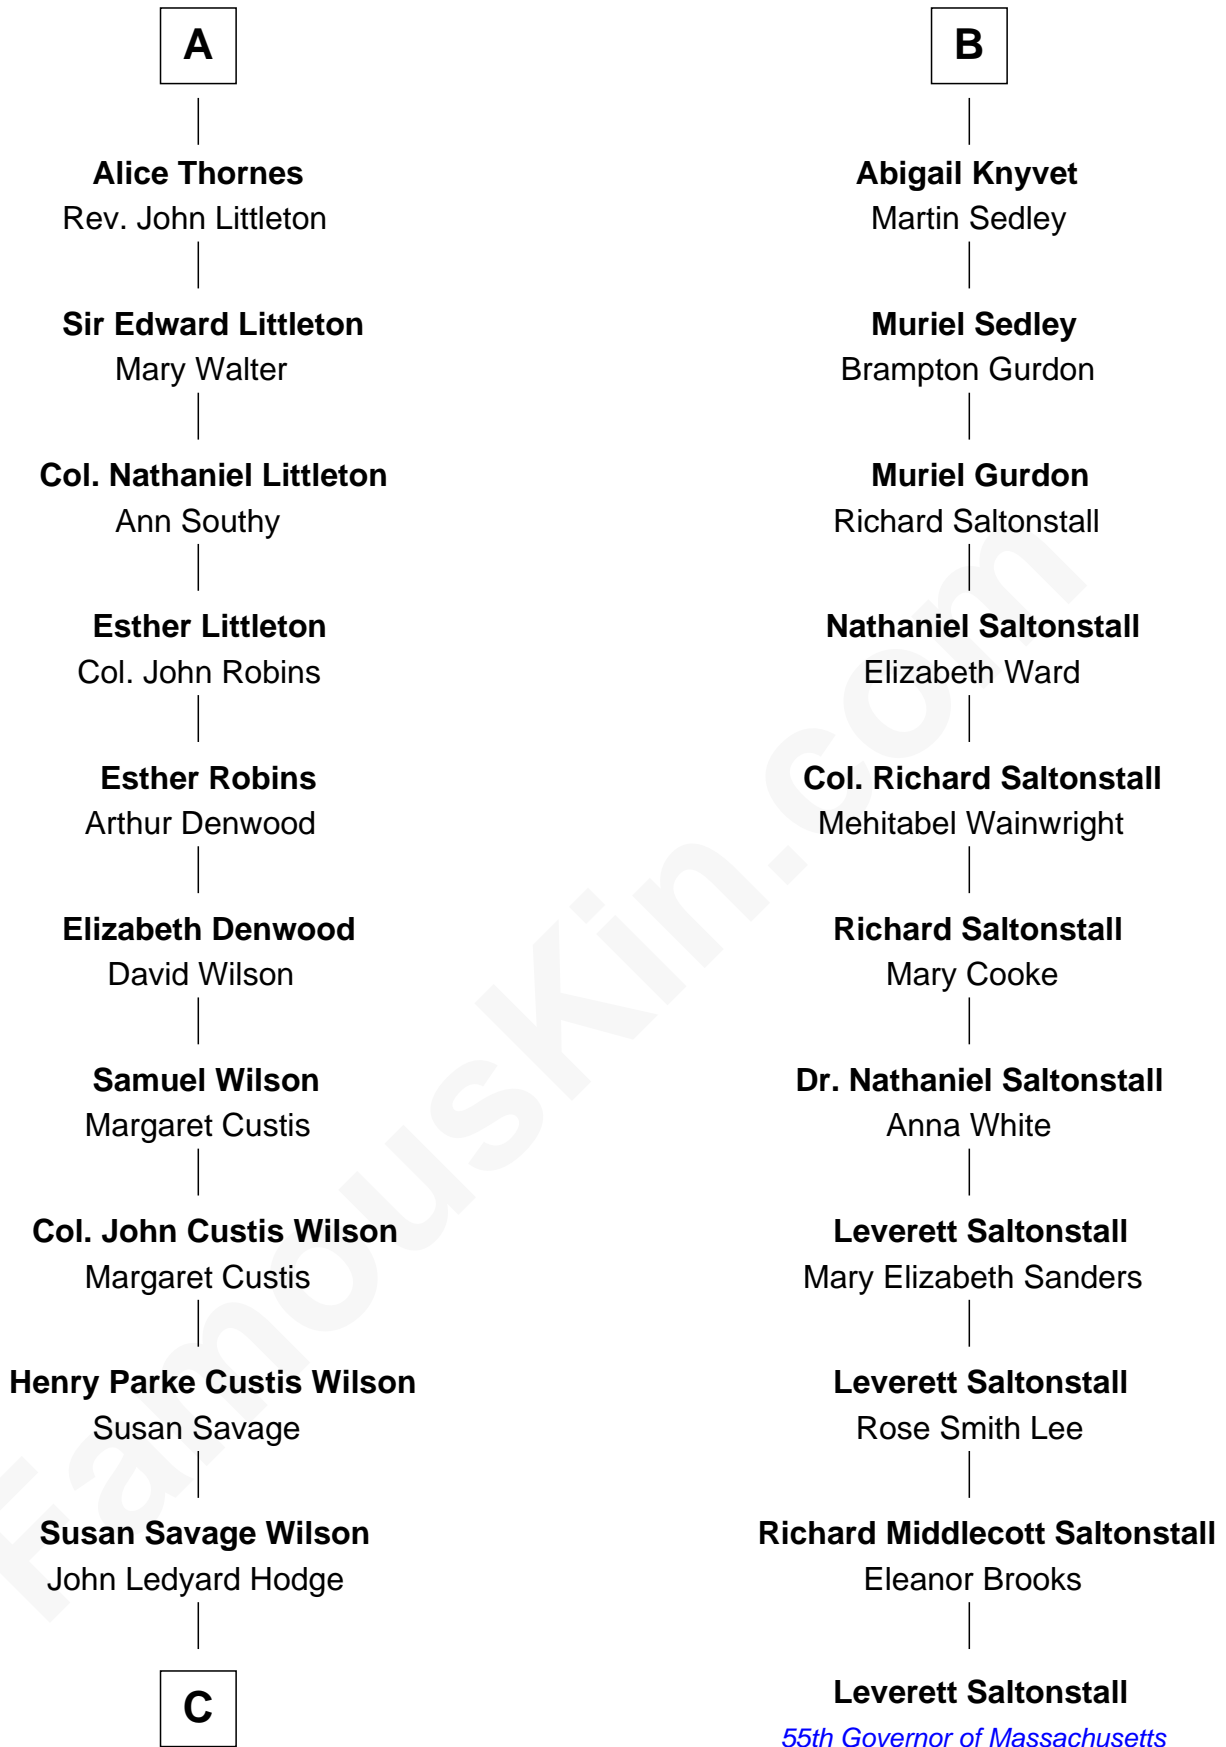 A
Alice Thornes
Rev. John Littleton
Sir Edward Littleton
Mary Walter
Col. Nathaniel Littleton
Ann Southy
Esther Littleton
Col. John Robins
Esther Robins
Arthur Denwood
Elizabeth Denwood
David Wilson
Samuel Wilson
Margaret Custis
Col. John Custis Wilson
Margaret Custis
Henry Parke Custis Wilson
Susan Savage
Susan Savage Wilson
John Ledyard Hodge
C
B
Abigail Knyvet
Martin Sedley
Muriel Sedley
Brampton Gurdon
Muriel Gurdon
Richard Saltonstall
Nathaniel Saltonstall
Elizabeth Ward
Col. Richard Saltonstall
Mehitabel Wainwright
Richard Saltonstall
Mary Cooke
Dr. Nathaniel Saltonstall
Anna White
Leverett Saltonstall
Mary Elizabeth Sanders
Leverett Saltonstall
Rose Smith Lee
Richard Middlecott Saltonstall
Eleanor Brooks
Leverett Saltonstall
55th Governor of Massachusetts
FamousKin.com